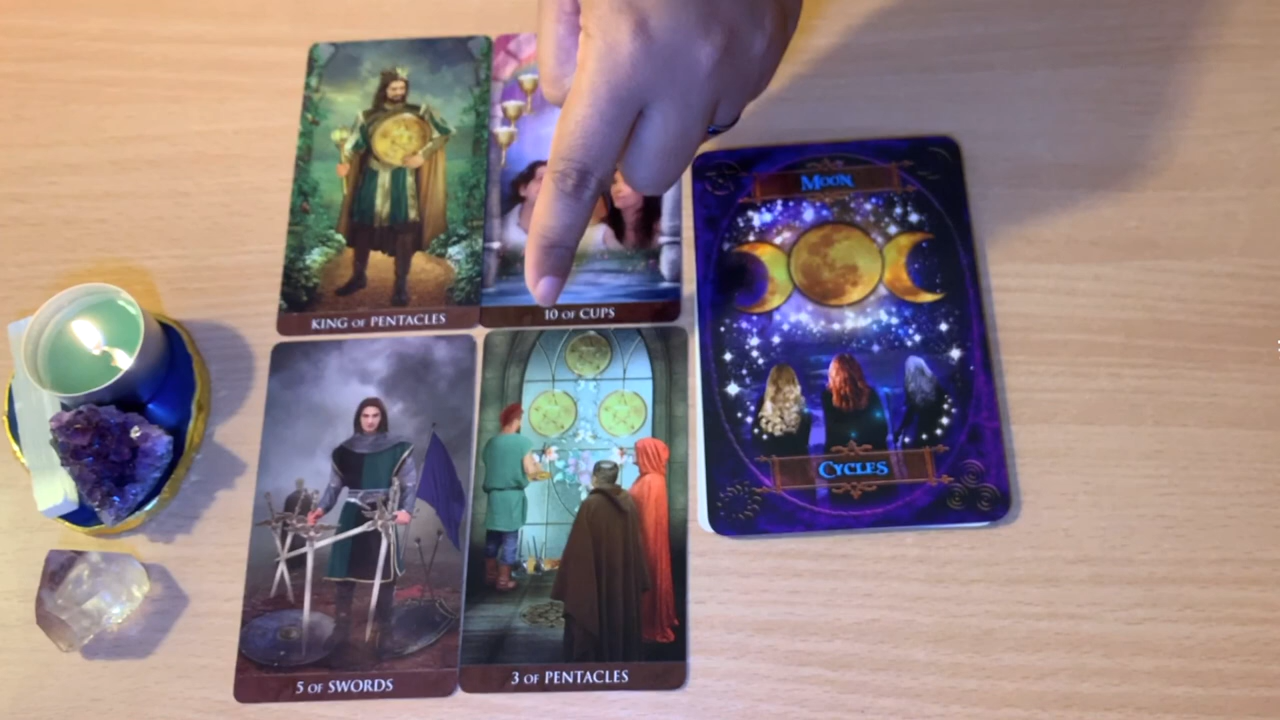 KING OF PENTACLES
10 OF CUPS
5 OF SWORDS
3 OF PENTACLES
MOON
CYCLES